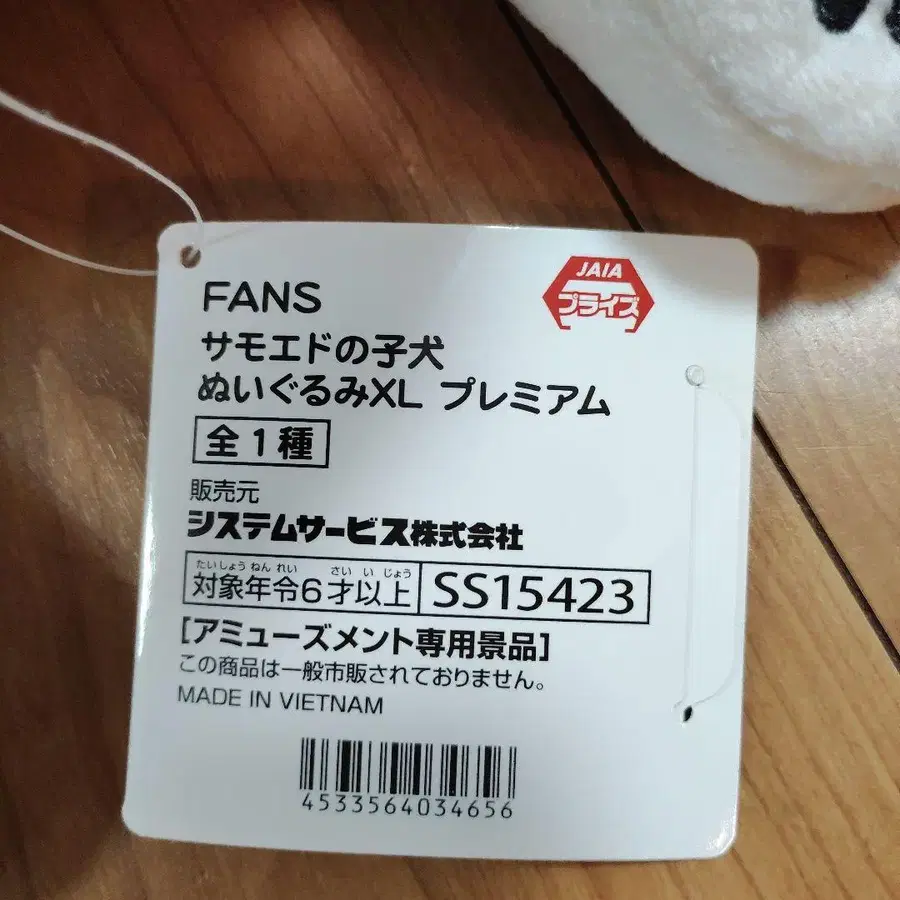 FANS
JAIA
プライズ
サモエドの子犬
ぬいぐるみXL プレミアム
全1種
販売元
システムサービス株式会社
たいしょう ねん れい さい い じょう
対象年令6才以上 SS15423
[アミューズメント専用景品]
この商品は一般市販されておりません。
MADE IN VIETNAM
4533564034656